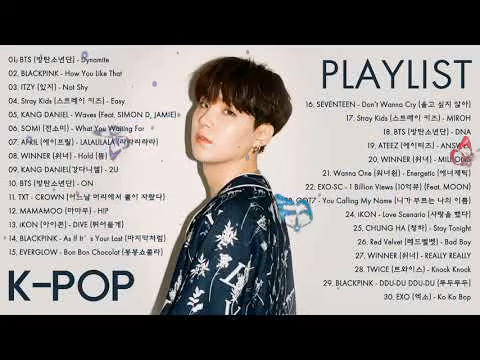 PLAYLIST
01. BTS (방탄소년단) - Dynamite
02. BLACKPINK - How You Like That
03. ITZY (있지) - Not Shy
04. Stray Kids (스트레이 키즈) - Easy
05. KANG DANIEL - Waves (Feat. SIMON D, JAMIE)
06. SOMI (전소미) - What You Waiting For
07. APRIL (에이프릴) - LALALILALA (라라리라라)
08. WINNER (위너) - Hold (뜸)
09. KANG DANIEL(강다니엘) - 2U
10. BTS (방탄소년단) - ON
11. TXT - CROWN (어느날 머리에서 뿔이 자랐다)
12. MAMAMOO (마마무) - HIP
13. iKON (아이콘) - DIVE (뛰어들게)
14. BLACKPINK - As If It's Your Last (마지막처럼)
15. EVERGLOW - Bon Bon Chocolat (봉봉쇼콜라)
K-POP
16. SEVENTEEN - Don't Wanna Cry (울고 싶지 않아)
17. Stray Kids (스트레이 키즈) - MIROH
18. BTS (방탄소년단) - DNA
19. ATEEZ (에이티즈) - ANSWER
20. WINNER (위너) - MILLIONS
21. Wanna One (워너원) - Energetic (에너제틱)
22. EXO-SC - 1 Billion Views (10억뷰) (Feat. MOON)
GOT7 - You Calling My Name (니가 부르는 나의 이름)
24. iKON - Love Scenario (사랑을 했다)
25. CHUNG HA (청하) - Stay Tonight
26. Red Velvet (레드벨벳) - Bad Boy
27. WINNER (위너) - REALLY REALLY
28. TWICE (트와이스) - Knock Knock
29. BLACKPINK - DDU-DU DDU-DU (뚜두뚜두)
30. EXO (엑소) - Ko Ko Bop